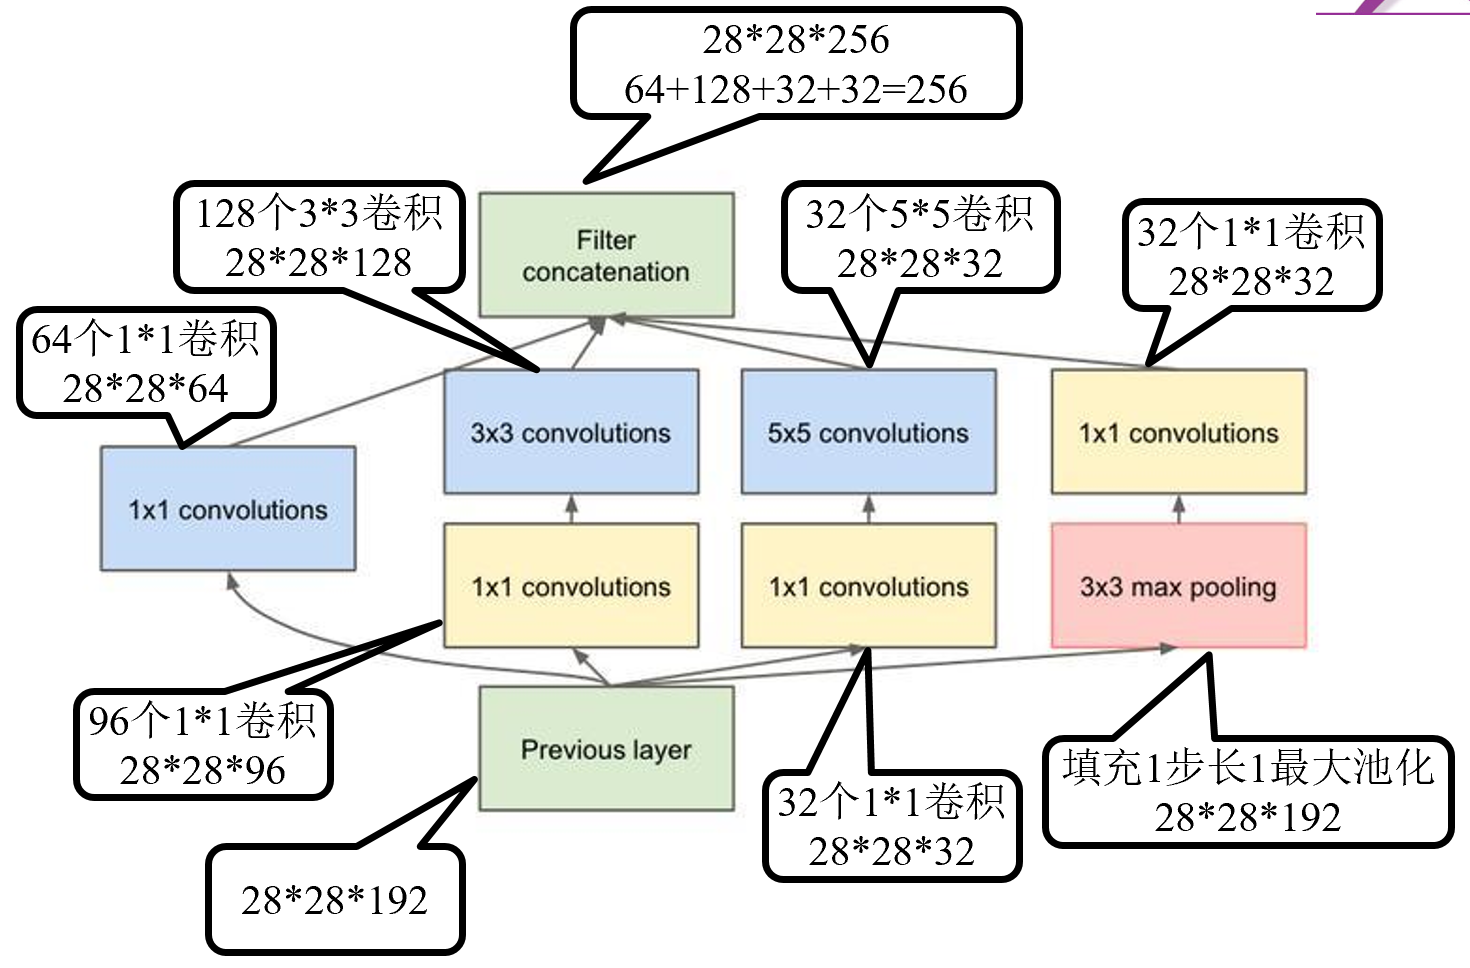 28*28*256
64+128+32+32=256
128个3*3卷积
28*28*128
Filter
concatenation
32个5*5卷积
28*28*32
32个1*1卷积
28*28*32
64个1*1卷积
28*28*64
1x1 convolutions
3x3 convolutions
5x5 convolutions
1x1 convolutions
1x1 convolutions
1x1 convolutions
3x3 max pooling
96个1*1卷积
28*28*96
Previous layer
32个1*1卷积
28*28*32
填充1步长1最大池化
28*28*192
28*28*192